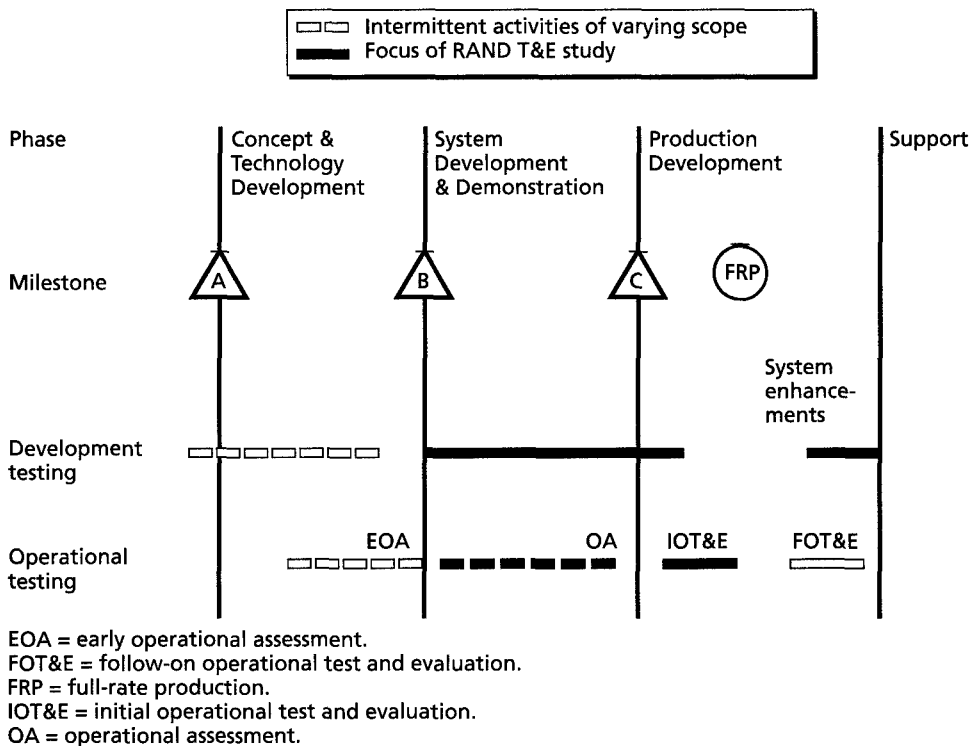 Intermittent activities of varying scope
Focus of RAND T&E study
Phase
Concept &
Technology
Development
System
Development
& Demonstration
Production
Development
Support
Milestone
A
B
C
FRP
System
enhance-
ments
Development
testing
Operational
testing
EOA
OA
IOT&E
FOT&E
EOA = early operational assessment.
FOT&E = follow-on operational test and evaluation.
FRP = full-rate production.
IOT&E = initial operational test and evaluation.
OA = operational assessment.